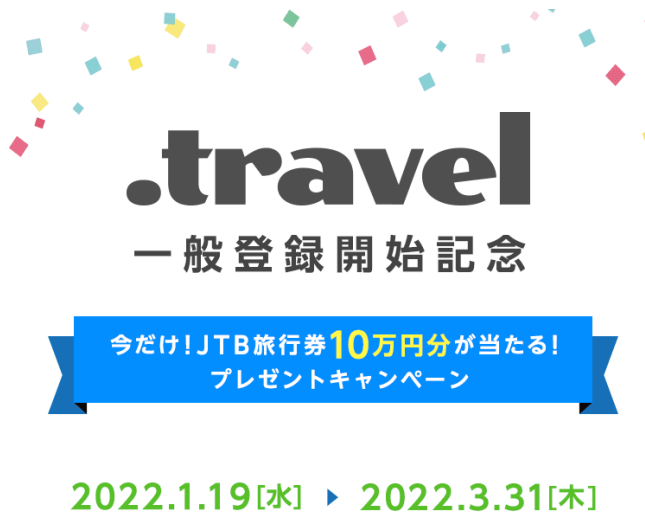 .travel
一般登録開始記念
今だけ!JTB旅行券10万円分が当たる!
プレゼントキャンペーン
2022.1.19[水] ▶ 2022.3.31[木]